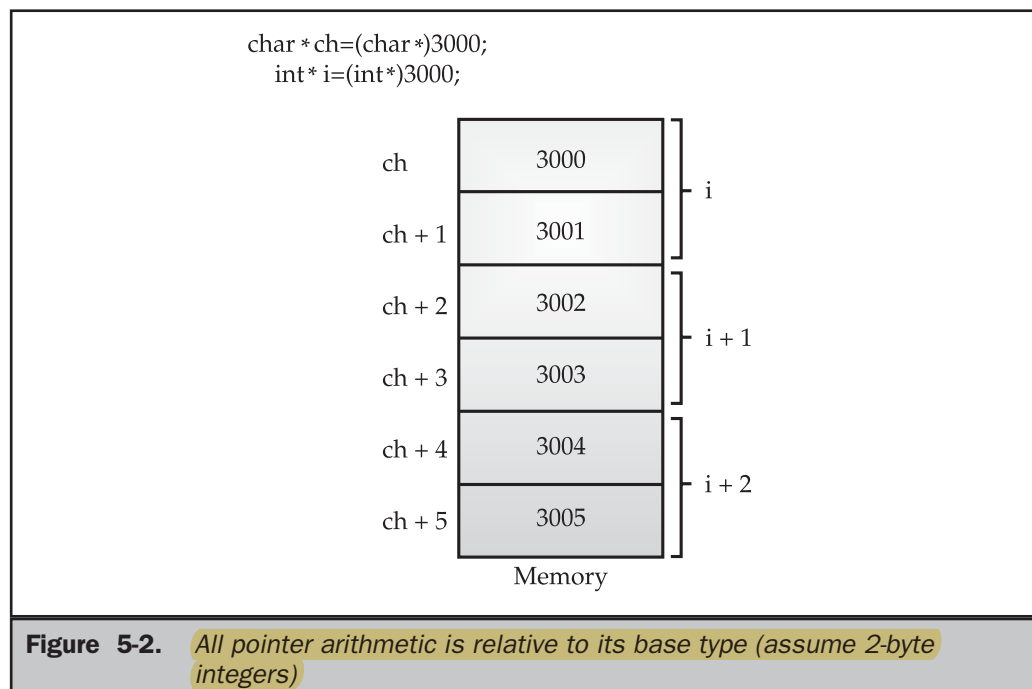 char * ch=(char*)3000;
int* i=(int*)3000;
ch
3000
i
ch + 1
3001
ch + 2
3002
i + 1
ch + 3
3003
ch + 4
3004
i + 2
ch + 5
3005
Memory
Figure 5-2. All pointer arithmetic is relative to its base type (assume 2-byte
integers)